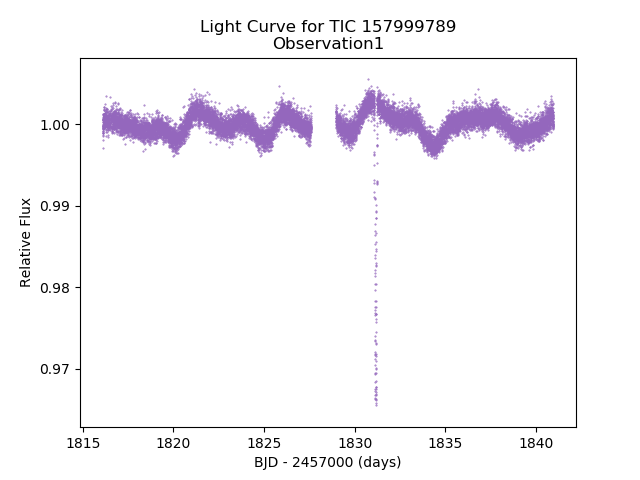 Light Curve for TIC 157999789
Observation1
1.00
0.99
0.98
0.97
Relative Flux
1815
1820
1825
1830
1835
1840
BJD - 2457000 (days)